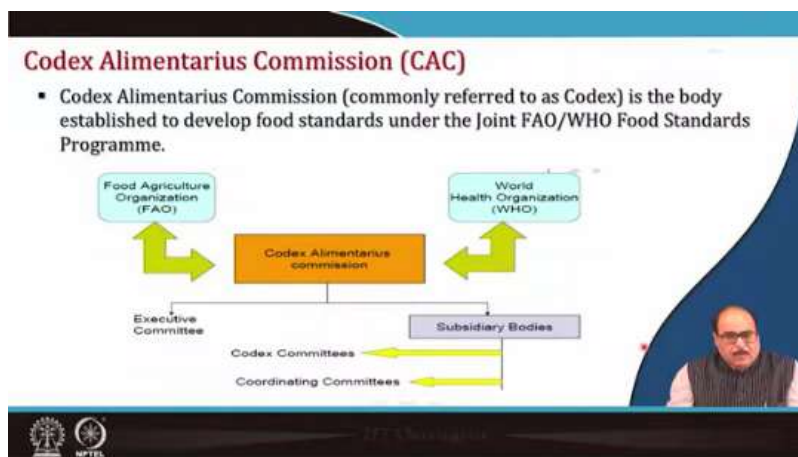 Codex Alimentarius Commission (CAC)
▪ Codex Alimentarius Commission (commonly referred to as Codex) is the body
established to develop food standards under the Joint FAO/WHO Food Standards
Programme.
Food Agriculture
Organization
(FAO)
World
Health Organization
(WHO)
Codex Alimentarius
commission
Executive
Committee
Subsidiary Bodies
Codex Committees
Coordinating Committees
NPTEL